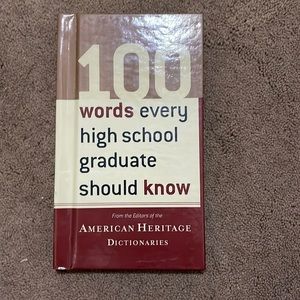 100
words every
high school
graduate
should know
From the Editors of the
AMERICAN HERITAGE
DICTIONARIES